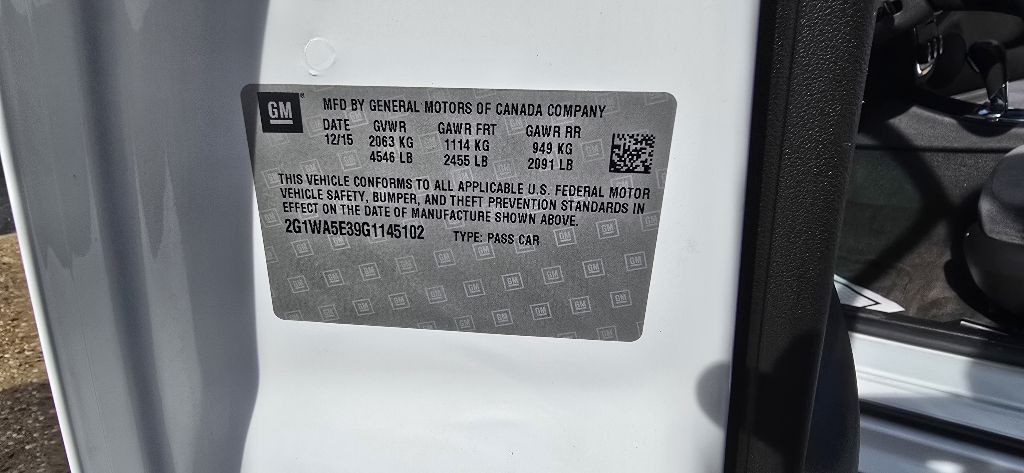 GM
MFD BY GENERAL MOTORS OF CANADA COMPANY
DATE GVWR GAWR FRT GAWR RR
12/15 2063 KG 1114 KG 949 KG
4546 LB 2455 LB 2091 LB
THIS VEHICLE CONFORMS TO ALL APPLICABLE U.S. FEDERAL MOTOR
VEHICLE SAFETY, BUMPER, AND THEFT PREVENTION STANDARDS IN
EFFECT ON THE DATE OF MANUFACTURE SHOWN ABOVE.
2G1WA5E39G1145102 TYPE: PASS CAR